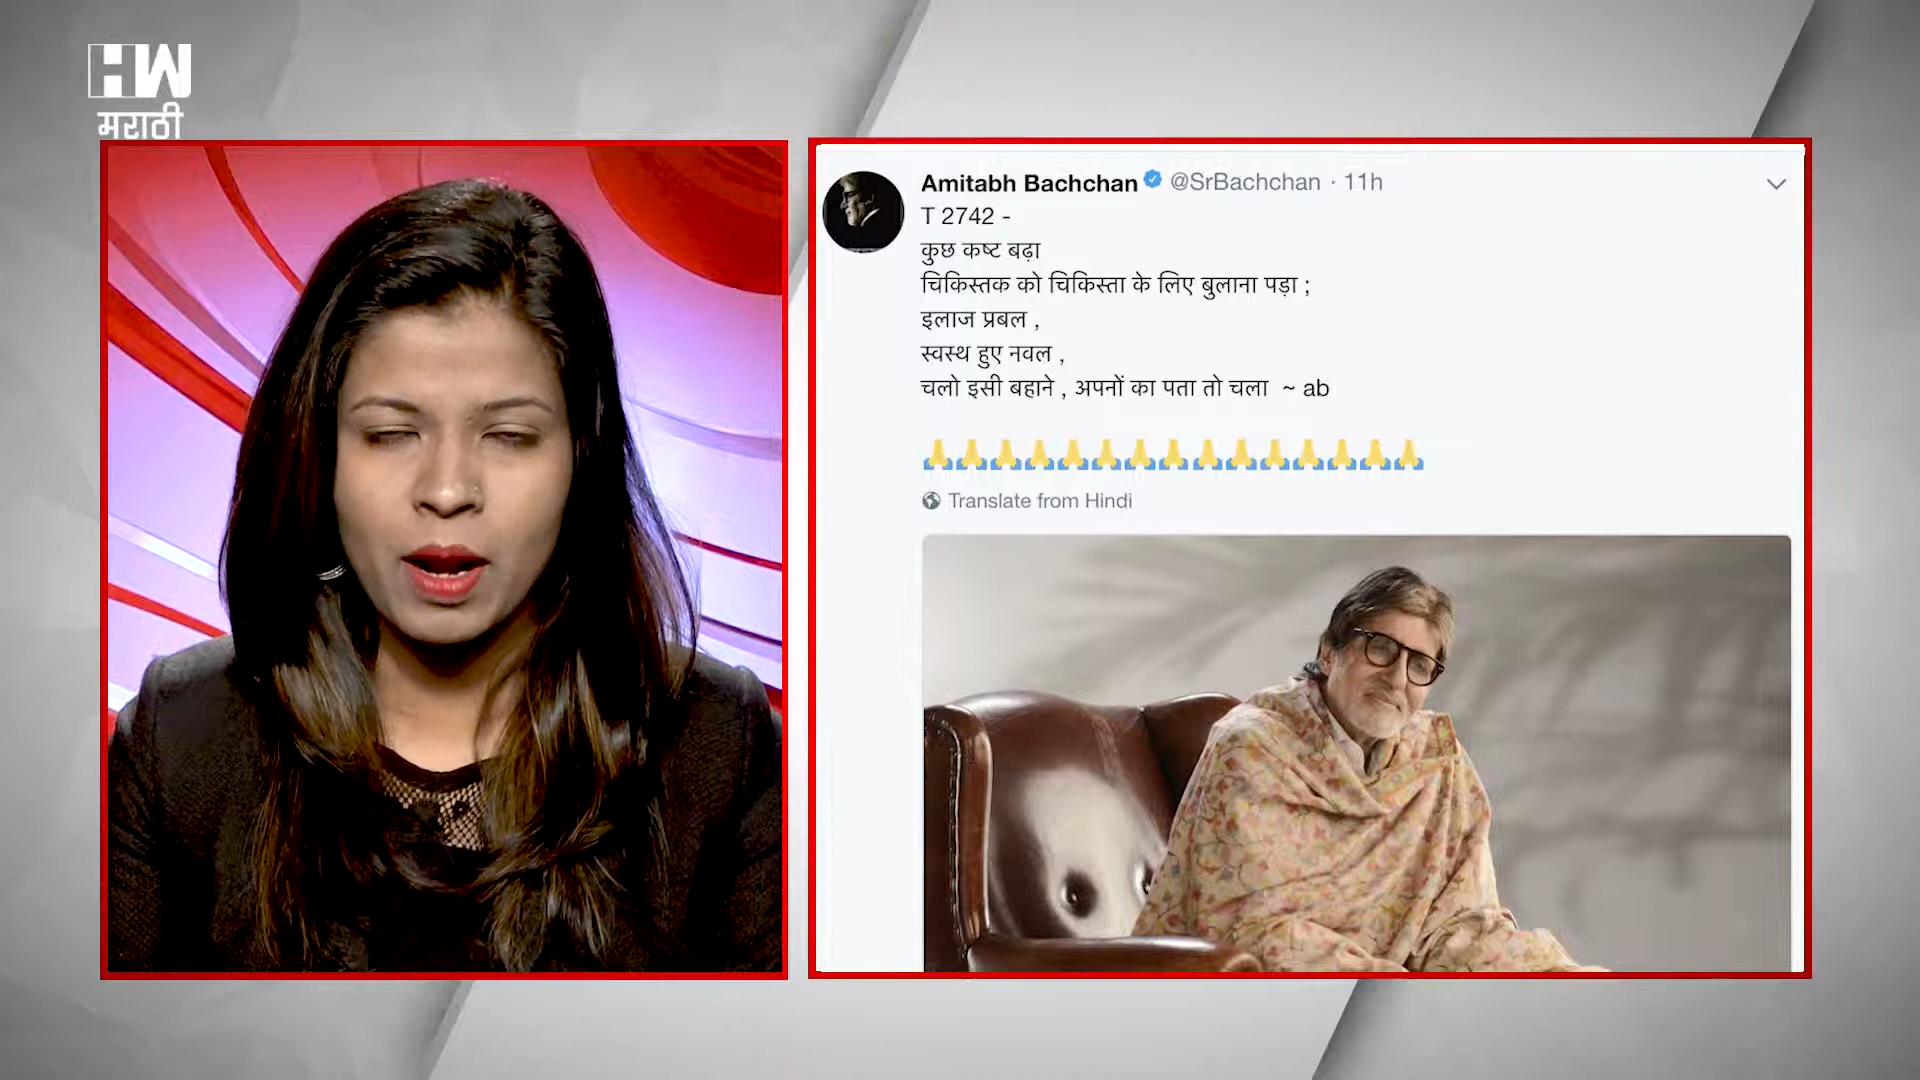 HW
मराठी
Amitabh Bachchan @SrBachchan · 11h
T 2742 -
कुछ कष्ट बढ़ा
चिकिस्तक को चिकिस्ता के लिए बुलाना पड़ा ;
इलाज प्रबल ,
स्वस्थ हुए नवल ,
चलो इसी बहाने , अपनों का पता तो चला ~ ab
🙏🙏🙏🙏🙏🙏🙏🙏🙏🙏🙏🙏🙏🙏🙏
Translate from Hindi